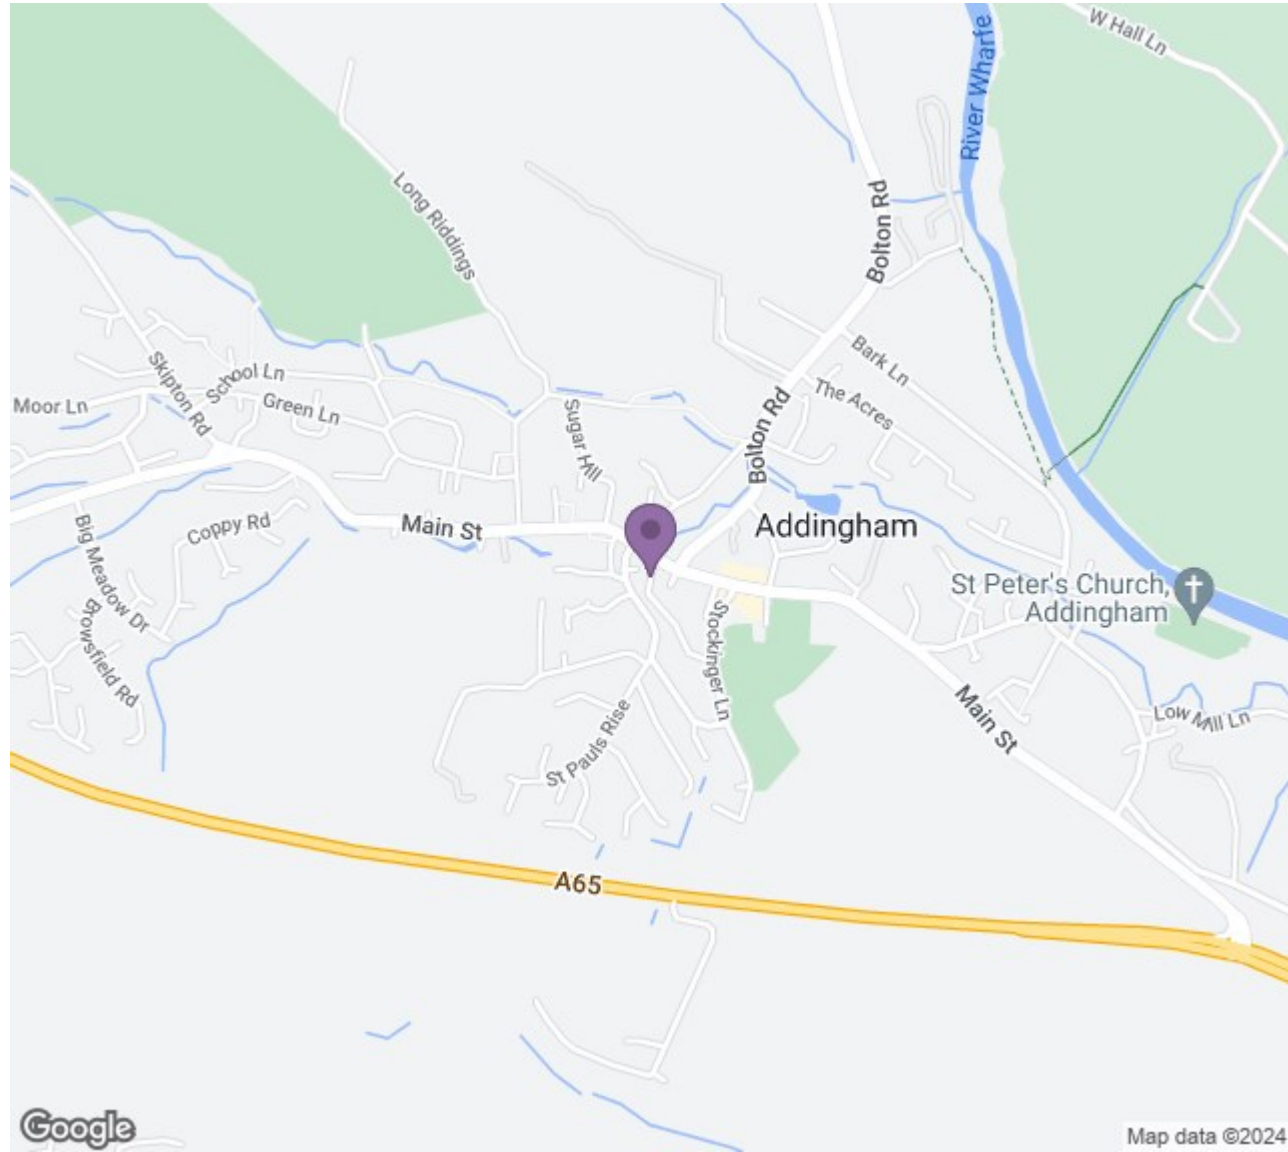 W Hall Ln
River Wharfe
Long Riddings
Bolton Rd
Skipton Rd
School Ln
Moor Ln
Green Ln
Sugar Hill
Bark Ln
The Acres
Bolton Rd
Main St
Coppy Rd
Big Meadow Dr
Browsfield Rd
Addingham
St Peter's Church,
Addingham
Stockinger Ln
St Pauls Rise
Main St
Low Mill Ln
A65
Google
Map data ©2024